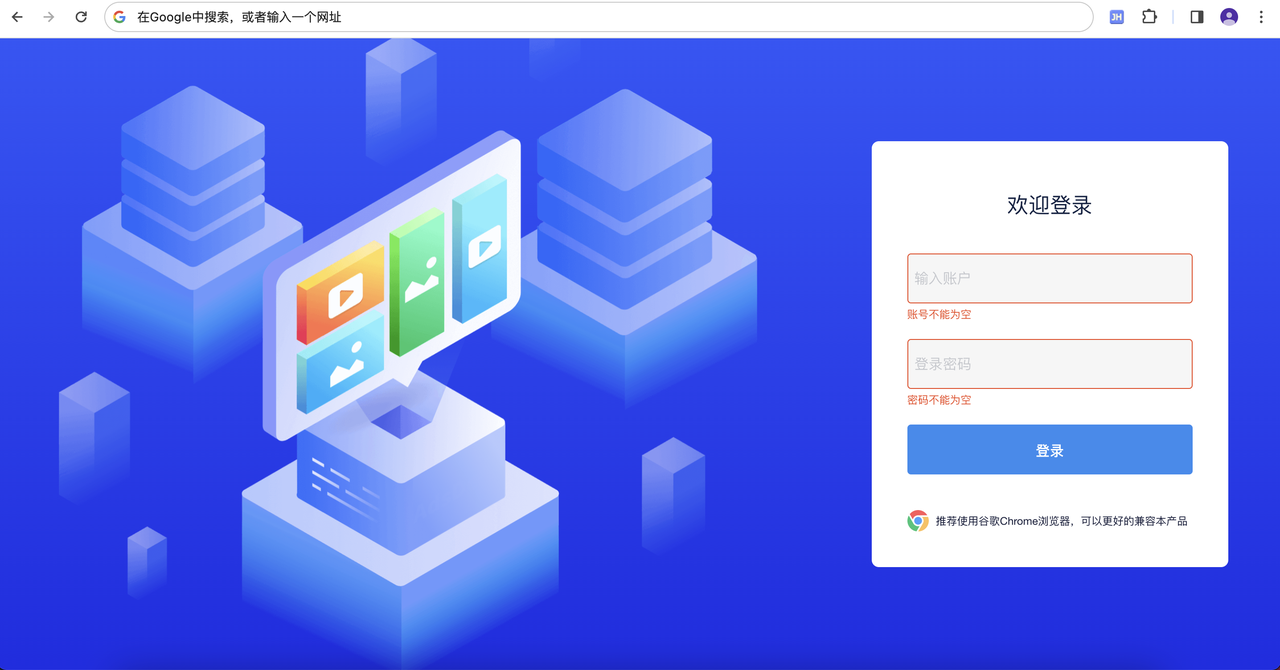 在Google中搜索，或者输入一个网址
JH
欢迎登录
输入账户
账号不能为空
登录密码
密码不能为空
登录
推荐使用谷歌Chrome浏览器，可以更好的兼容本产品